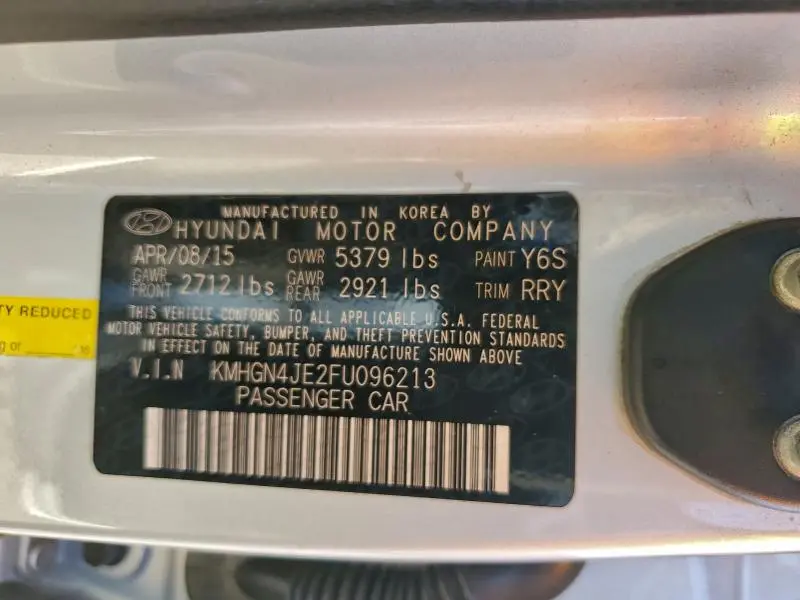 MANUFACTURED IN KOREA BY
HYUNDAI MOTOR COMPANY
APR/08/15 GVWR 5379 lbs PAINT Y6S
GAWR FRONT 2712 lbs GAWR REAR 2921 lbs TRIM RRY
THIS VEHICLE CONFORMS TO ALL APPLICABLE U.S.A. FEDERAL
MOTOR VEHICLE SAFETY, BUMPER, AND THEFT PREVENTION STANDARDS
IN EFFECT ON THE DATE OF MANUFACTURE SHOWN ABOVE
V.I.N KMHGN4JE2FU096213
PASSENGER CAR
TY REDUCED
g or